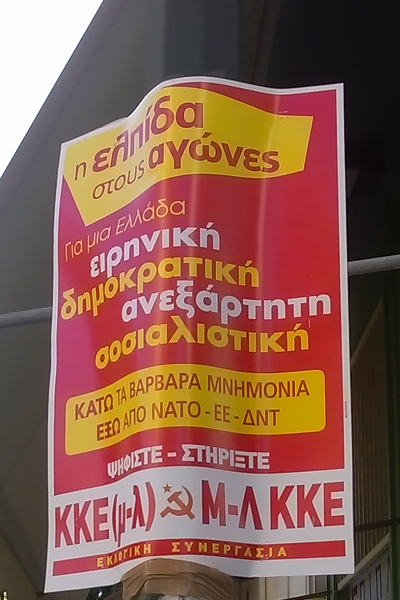 η ελπίδα
στους αγώνες
Για μια Ελλάδα
ειρηνική
δημοκρατική
ανεξάρτητη
σοσιαλιστική
ΚΑΤΩ ΤΑ ΒΑΡΒΑΡΑ ΜΝΗΜΟΝΙΑ
ΕΞΩ ΑΠΟ ΝΑΤΟ - ΕΕ - ΔΝΤ
ΨΗΦΙΣΤΕ - ΣΤΗΡΙΞΤΕ
ΚΚΕ(μ-λ) Μ-Λ ΚΚΕ
ΕΚΛΟΓΙΚΗ ΣΥΝΕΡΓΑΣΙΑ